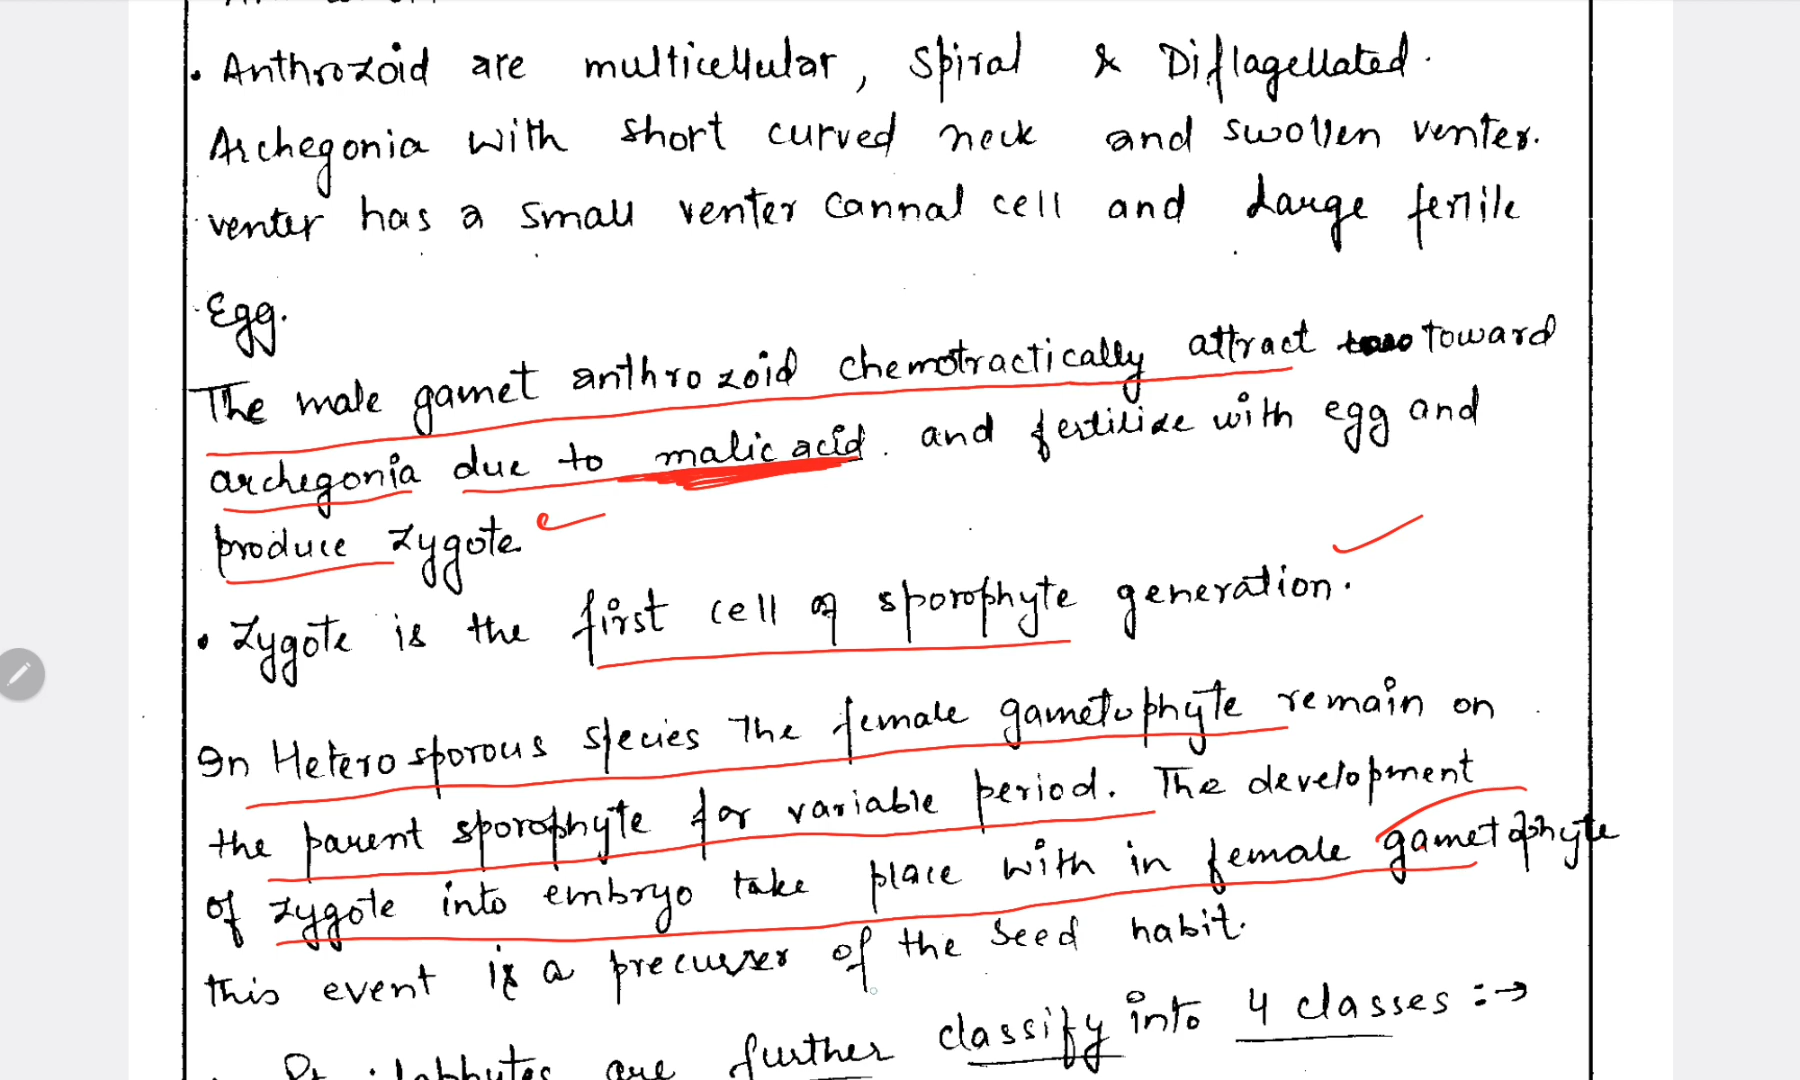 • Anthrozoid are multicellular, Spiral & Diflagellated.
Archegonia with short curved neck and swollen venter.
venter has a small venter cannal cell and Large fertile
Egg.
The male gamet anthrozoid chemotractically attract toward
archegonia due to malic acid. and fertilize with egg and
produce zygote
• Zygote is the first cell of sporophyte generation.
In Heterosporous species The female gametophyte remain on
the parent sporophyte for variable period. The development
of zygote into embryo take place with in female gametophyte
this event is a precurser of the seed habit.
are further classify into 4 classes :→